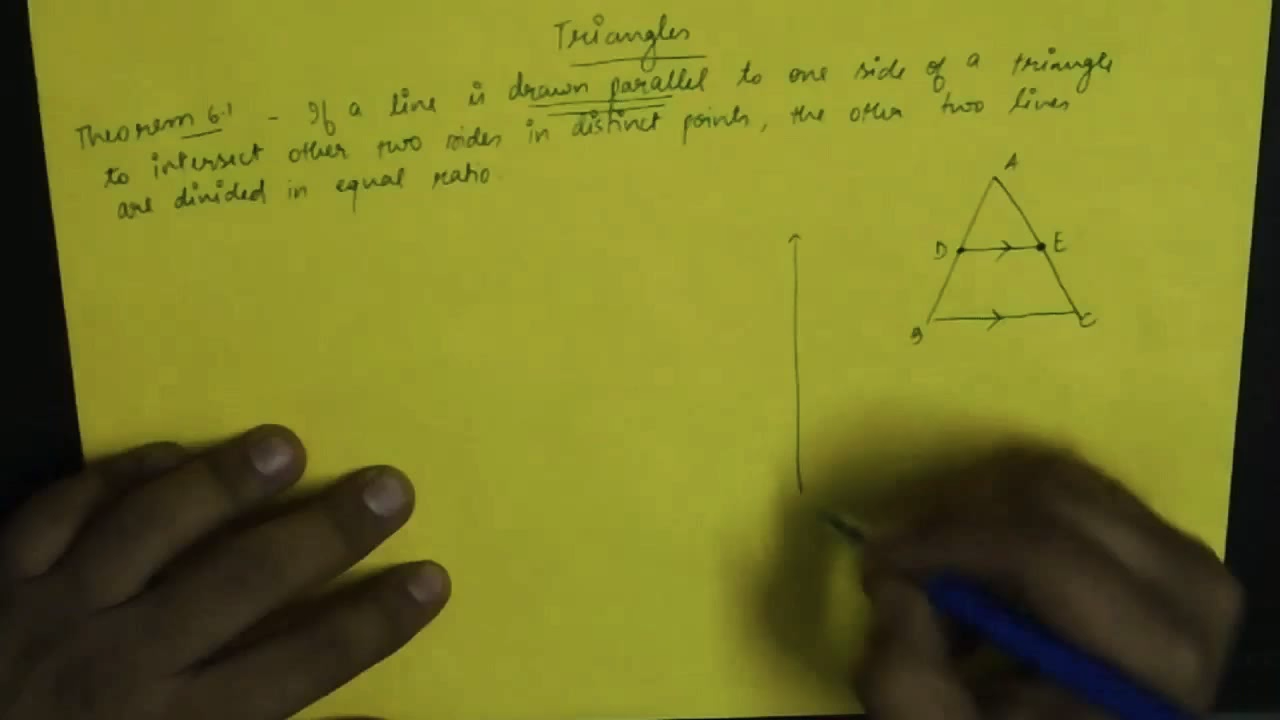 Triangles
Theorem 6.1 - If a line is drawn parallel to one side of a triangle
to intersect other two sides in distinct points, the other two lines
are divided in equal ratio.
A
D E
B C